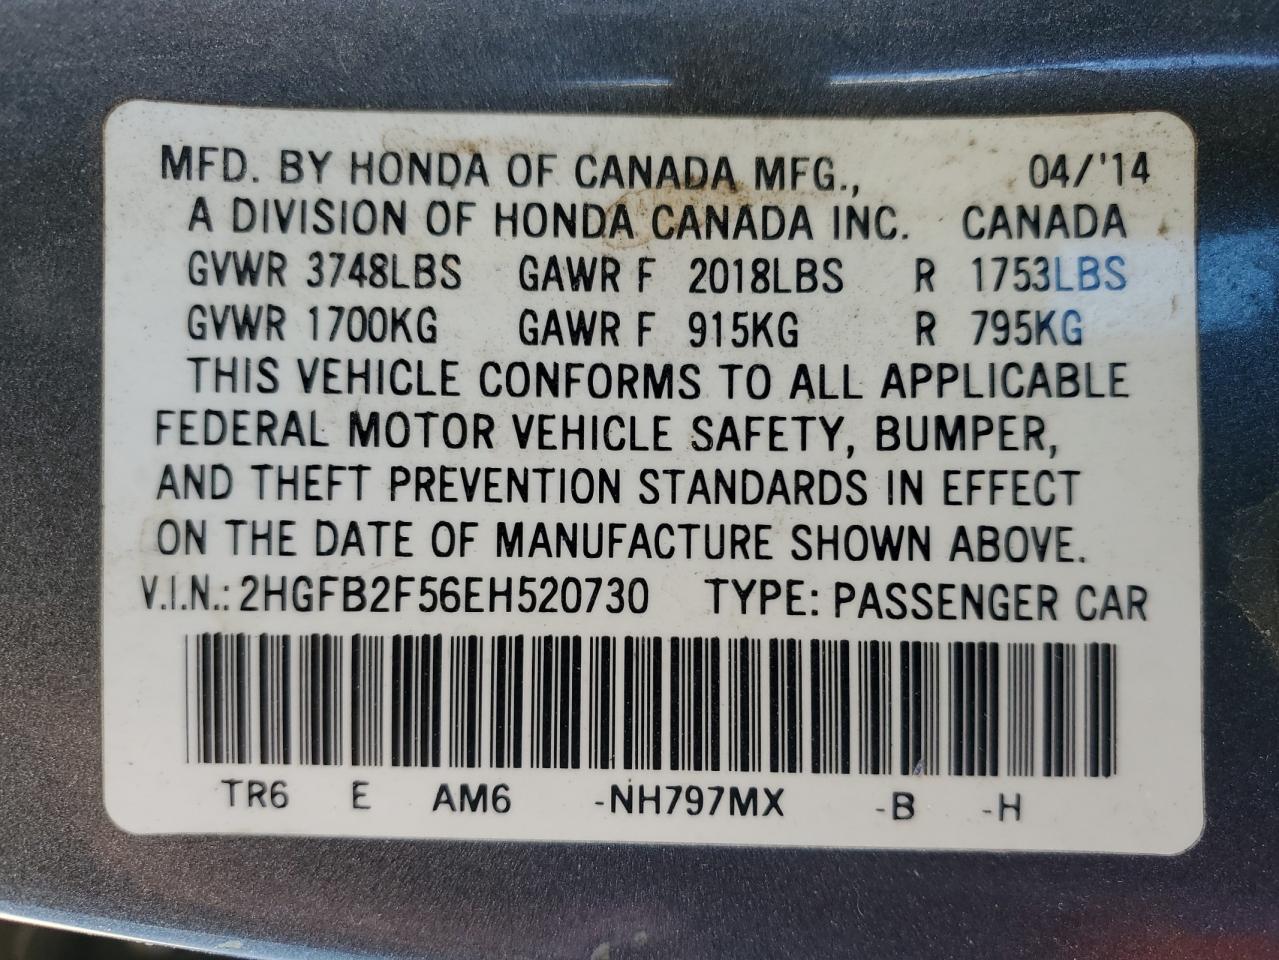 MFD. BY HONDA OF CANADA MFG., 04/'14
A DIVISION OF HONDA CANADA INC. CANADA
GVWR 3748LBS GAWR F 2018LBS R 1753LBS
GVWR 1700KG GAWR F 915KG R 795KG
THIS VEHICLE CONFORMS TO ALL APPLICABLE
FEDERAL MOTOR VEHICLE SAFETY, BUMPER,
AND THEFT PREVENTION STANDARDS IN EFFECT
ON THE DATE OF MANUFACTURE SHOWN ABOVE.
V.I.N.: 2HGFB2F56EH520730 TYPE: PASSENGER CAR
TR6 E AM6 -NH797MX -B -H